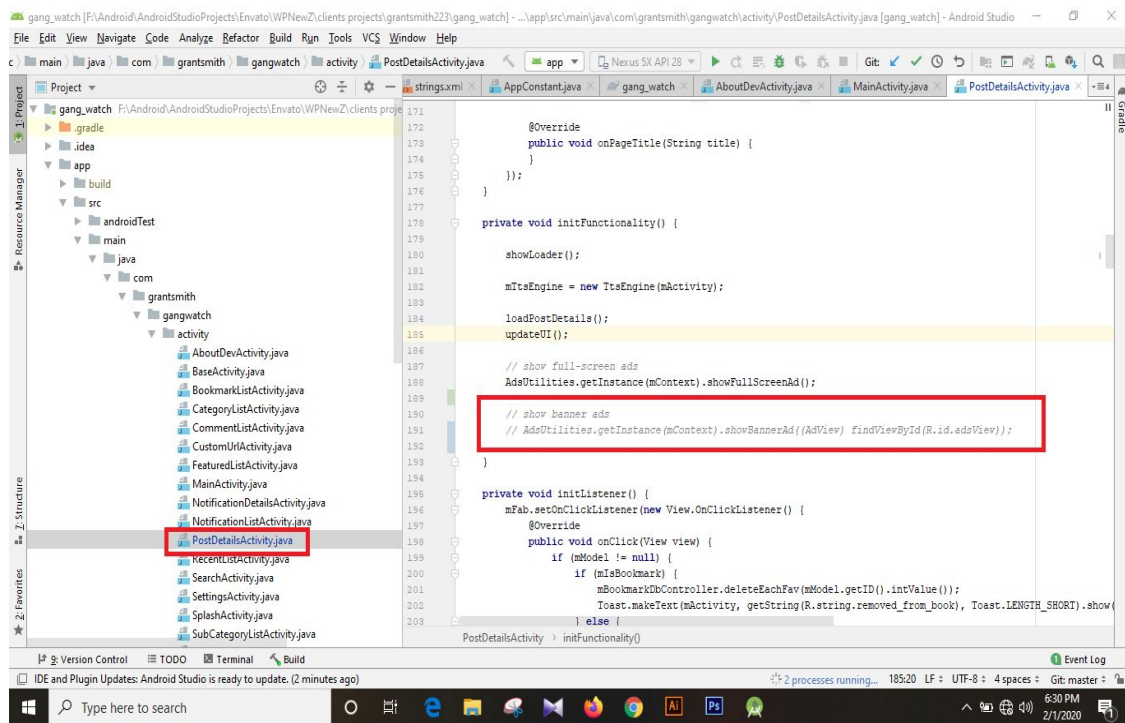 gang_watch [F:\Android\AndroidStudioProjects\Envato\WPNewZ\clients projects\grantsmith223\gang_watch] - ...\app\src\main\java\com\grantsmith\gangwatch\activity\PostDetailsActivity.java [gang_watch] - Android Studio
File Edit View Navigate Code Analyze Refactor Build Run Tools VCS Window Help
c main java com grantsmith gangwatch activity PostDetailsActivity.java app Nexus 5X API 28 Git:
Project strings.xml AppConstant.java gang_watch AboutDevActivity.java MainActivity.java PostDetailsActivity.java
1: Project
Resource Manager
Z: Structure
2: Favorites
Gradle
gang_watch F:\Android\AndroidStudioProjects\Envato\WPNewZ\clients proje
.gradle
.idea
app
build
src
androidTest
main
java
com
grantsmith
gangwatch
activity
AboutDevActivity.java
BaseActivity.java
BookmarkListActivity.java
CategoryListActivity.java
CommentListActivity.java
CustomUrlActivity.java
FeaturedListActivity.java
MainActivity.java
NotificationDetailsActivity.java
NotificationListActivity.java
PostDetailsActivity.java
RecentListActivity.java
SearchActivity.java
SettingsActivity.java
SplashActivity.java
SubCategoryListActivity.java
171
172 @Override
173 public void onPageTitle(String title) {
174 }
175 });
176 }
177
178 private void initFunctionality() {
179
180 showLoader();
181
182 mTtsEngine = new TtsEngine(mActivity);
183
184 loadPostDetails();
185 updateUI();
186
187 // show full-screen ads
188 AdsUtilities.getInstance(mContext).showFullScreenAd();
189
190 // show banner ads
191 // AdsUtilities.getInstance(mContext).showBannerAd((AdView) findViewById(R.id.adsView));
192
193 }
194
195 private void initListener() {
196 mFab.setOnClickListener(new View.OnClickListener() {
197 @Override
198 public void onClick(View view) {
199 if (mModel != null) {
200 if (mIsBookmark) {
201 mBookmarkDbController.deleteEachFav(mModel.getID().intValue());
202 Toast.makeText(mActivity, getString(R.string.removed_from_book), Toast.LENGTH_SHORT).show(
203 } else {
PostDetailsActivity › initFunctionality()
9: Version Control TODO Terminal Build 1 Event Log
IDE and Plugin Updates: Android Studio is ready to update. (2 minutes ago) 2 processes running... 185:20 LF UTF-8 4 spaces Git: master
Type here to search Ai Ps 6:30 PM
2/1/2020